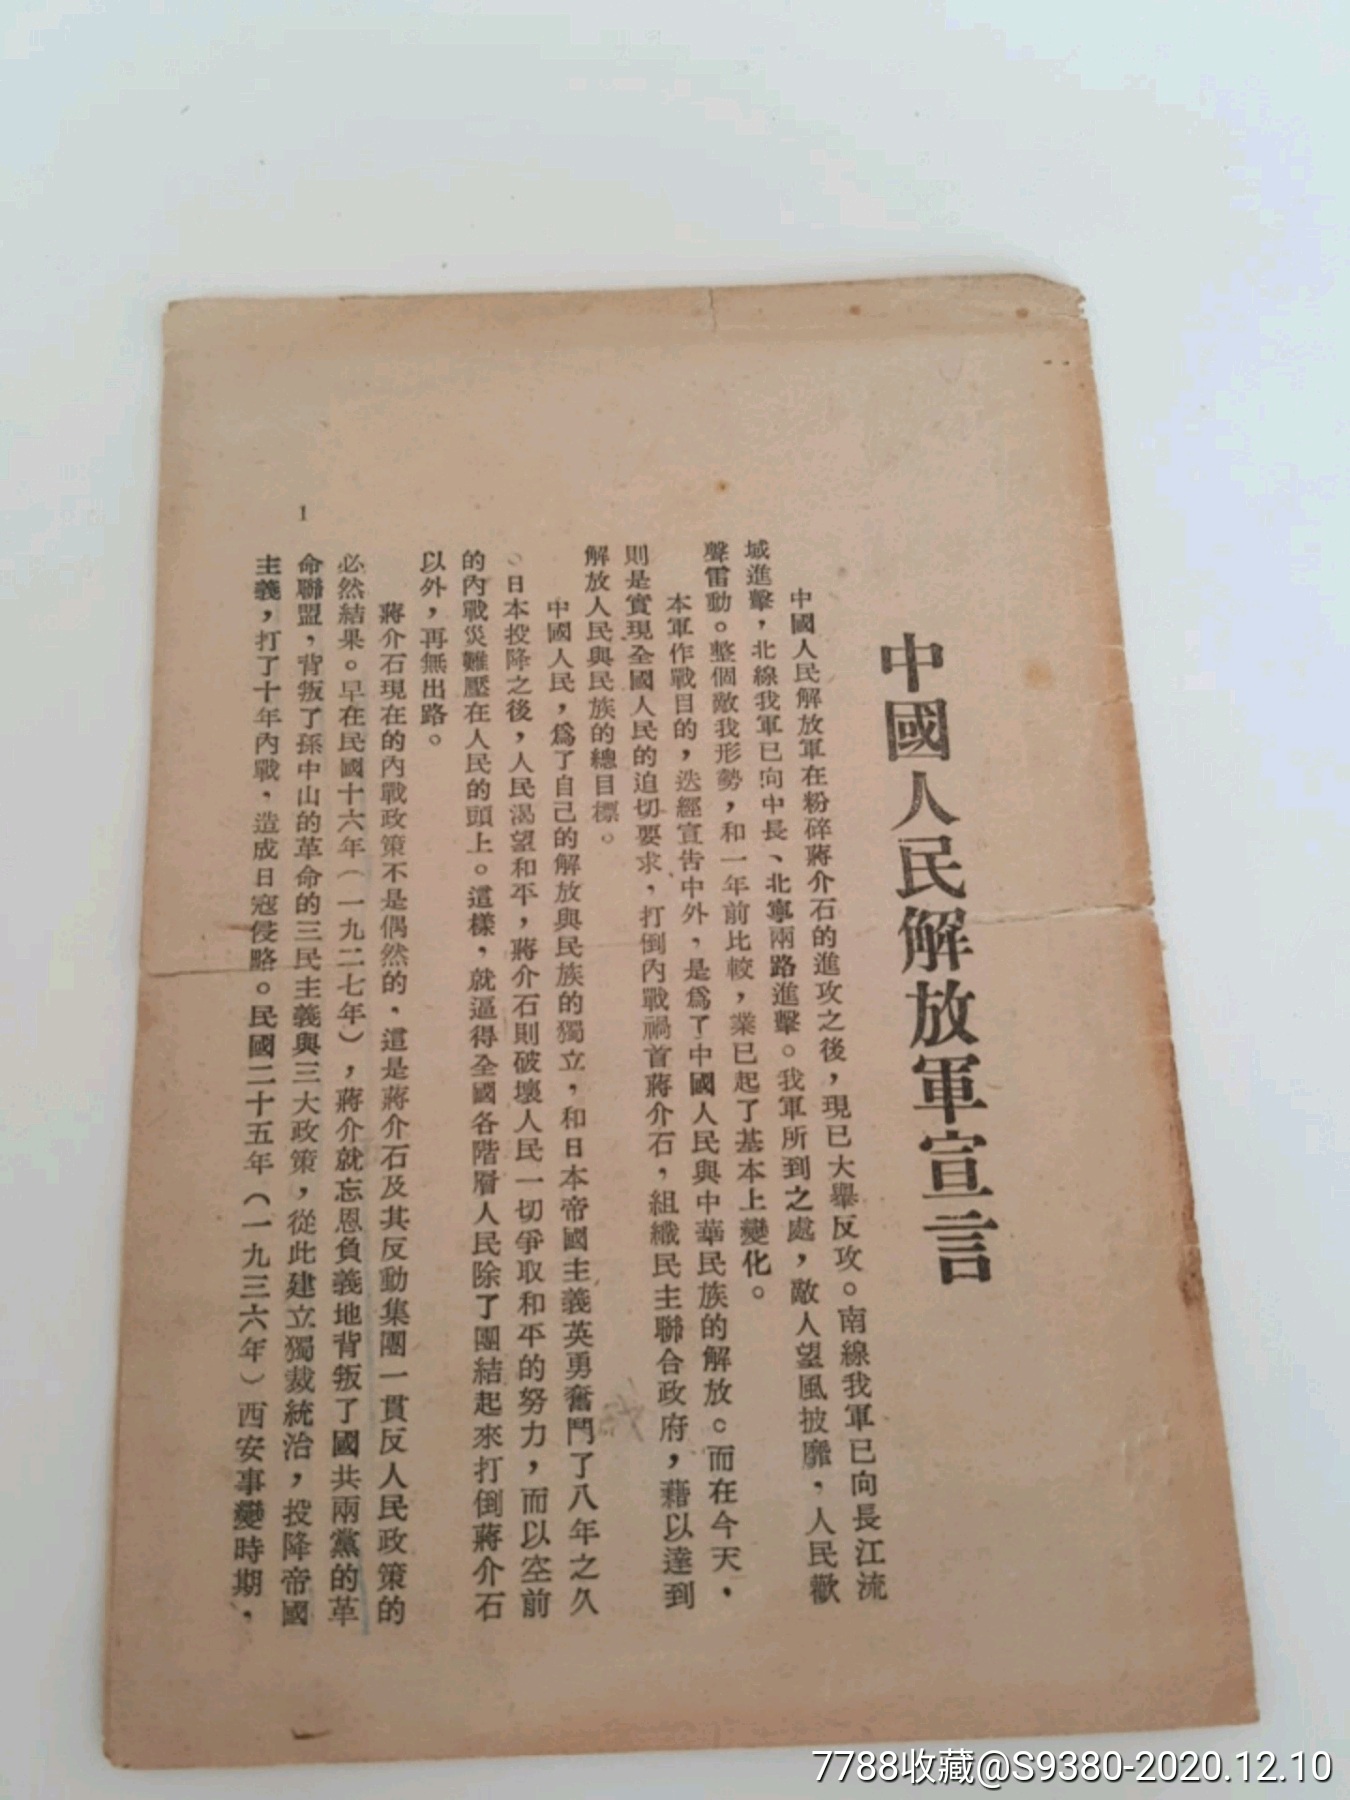 中國人民解放軍宣言
中國人民解放軍在粉碎蔣介石的進攻之後，現已大舉反攻。南線我軍已向長江流
域進擊，北線我軍已向中長、北寧兩路進擊。我軍所到之處，敵人望風披靡，人民歡
聲雷動。整個敵我形勢，和一年前比較，業已起了基本上變化。
本軍作戰目的，迭經宣告中外，是爲了中國人民與中華民族的解放。而在今天，
則是實現全國人民的迫切要求，打倒內戰禍首蔣介石，組織民主聯合政府，藉以達到
解放人民與民族的總目標。
中國人民，爲了自己的解放與民族的獨立，和日本帝國主義英勇奮鬥了八年之久
。日本投降之後，人民渴望和平，蔣介石則破壞人民一切爭取和平的努力，而以空前
的內戰災難壓在人民的頭上。這樣，就逼得全國各階層人民除了團結起來打倒蔣介石
以外，再無出路。
蔣介石現在的內戰政策不是偶然的，這是蔣介石及其反動集團一貫反人民政策的
必然結果。早在民國十六年（一九二七年），蔣介就忘恩負義地背叛了國共兩黨的革
命聯盟，背叛了孫中山的革命的三民主義與三大政策，從此建立獨裁統治，投降帝國
主義，打了十年內戰，造成日寇侵略。民國二十五年（一九三六年）西安事變時期，
1
7788收藏@S9380-2020.12.10